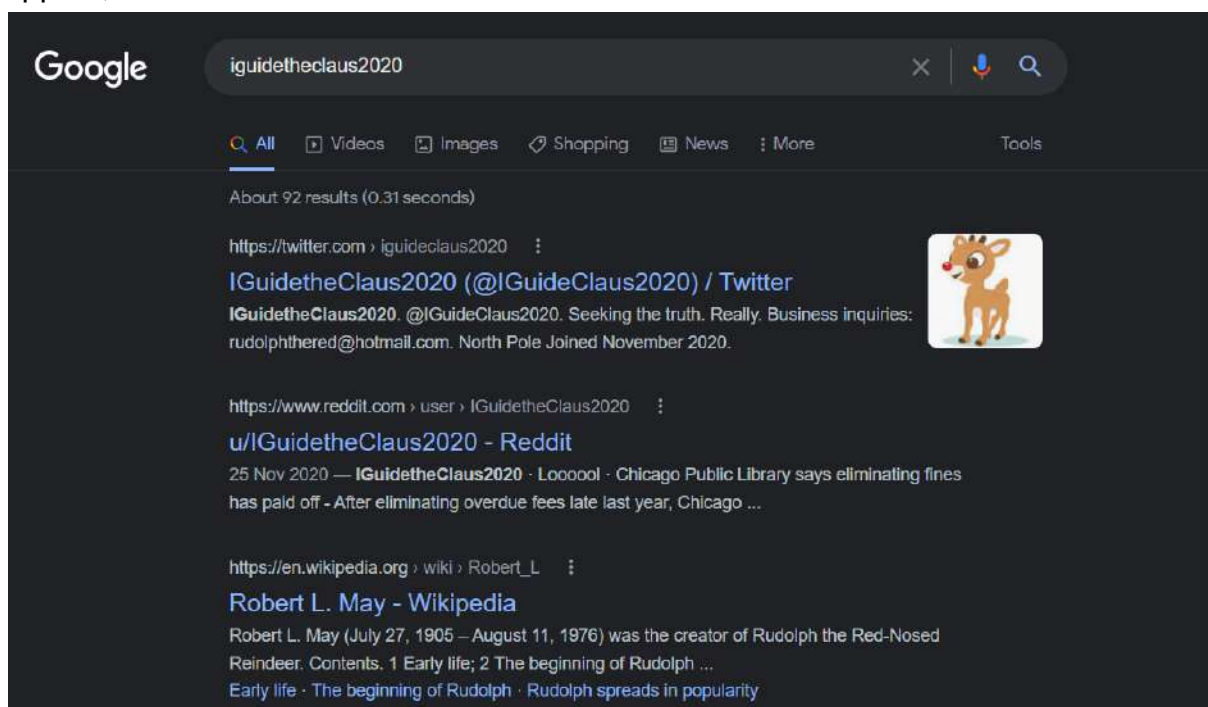 Google
iguidetheclaus2020
All Videos Images Shopping News More Tools
About 92 results (0.31 seconds)
https://twitter.com › iguideclaus2020
IGuidetheClaus2020 (@IGuideClaus2020) / Twitter
IGuidetheClaus2020. @IGuideClaus2020. Seeking the truth. Really. Business inquiries:
rudolphthered@hotmail.com. North Pole Joined November 2020.
https://www.reddit.com › user › IGuidetheClaus2020
u/IGuidetheClaus2020 - Reddit
25 Nov 2020 — IGuidetheClaus2020 · Loooool · Chicago Public Library says eliminating fines
has paid off - After eliminating overdue fees late last year, Chicago ...
https://en.wikipedia.org › wiki › Robert_L
Robert L. May - Wikipedia
Robert L. May (July 27, 1905 – August 11, 1976) was the creator of Rudolph the Red-Nosed
Reindeer. Contents. 1 Early life; 2 The beginning of Rudolph ...
Early life · The beginning of Rudolph · Rudolph spreads in popularity